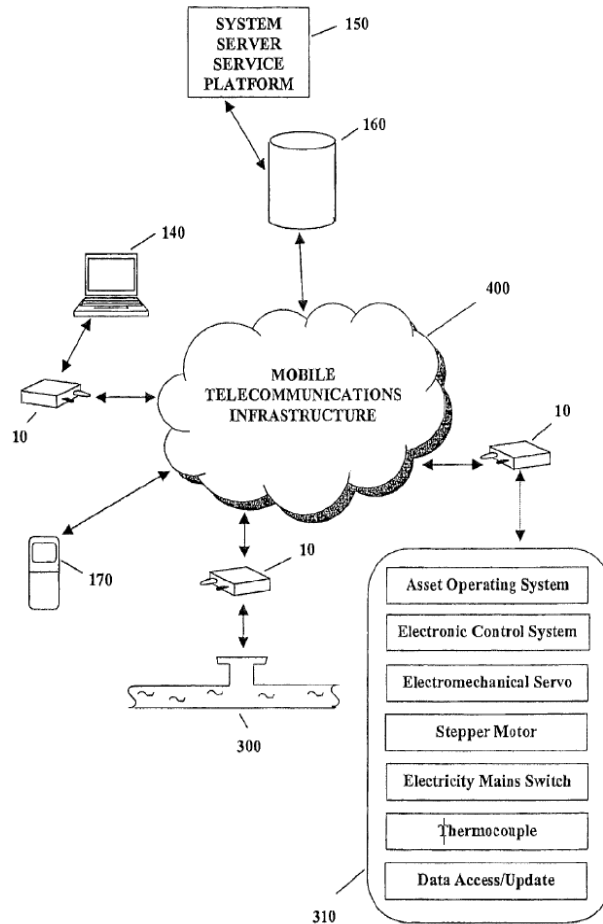 SYSTEM
SERVER
SERVICE
PLATFORM
150
160
140
400
MOBILE
TELECOMMUNICATIONS
INFRASTRUCTURE
10
10
10
170
300
Asset Operating System
Electronic Control System
Electromechanical Servo
Stepper Motor
Electricity Mains Switch
Thermocouple
Data Access/Update
310